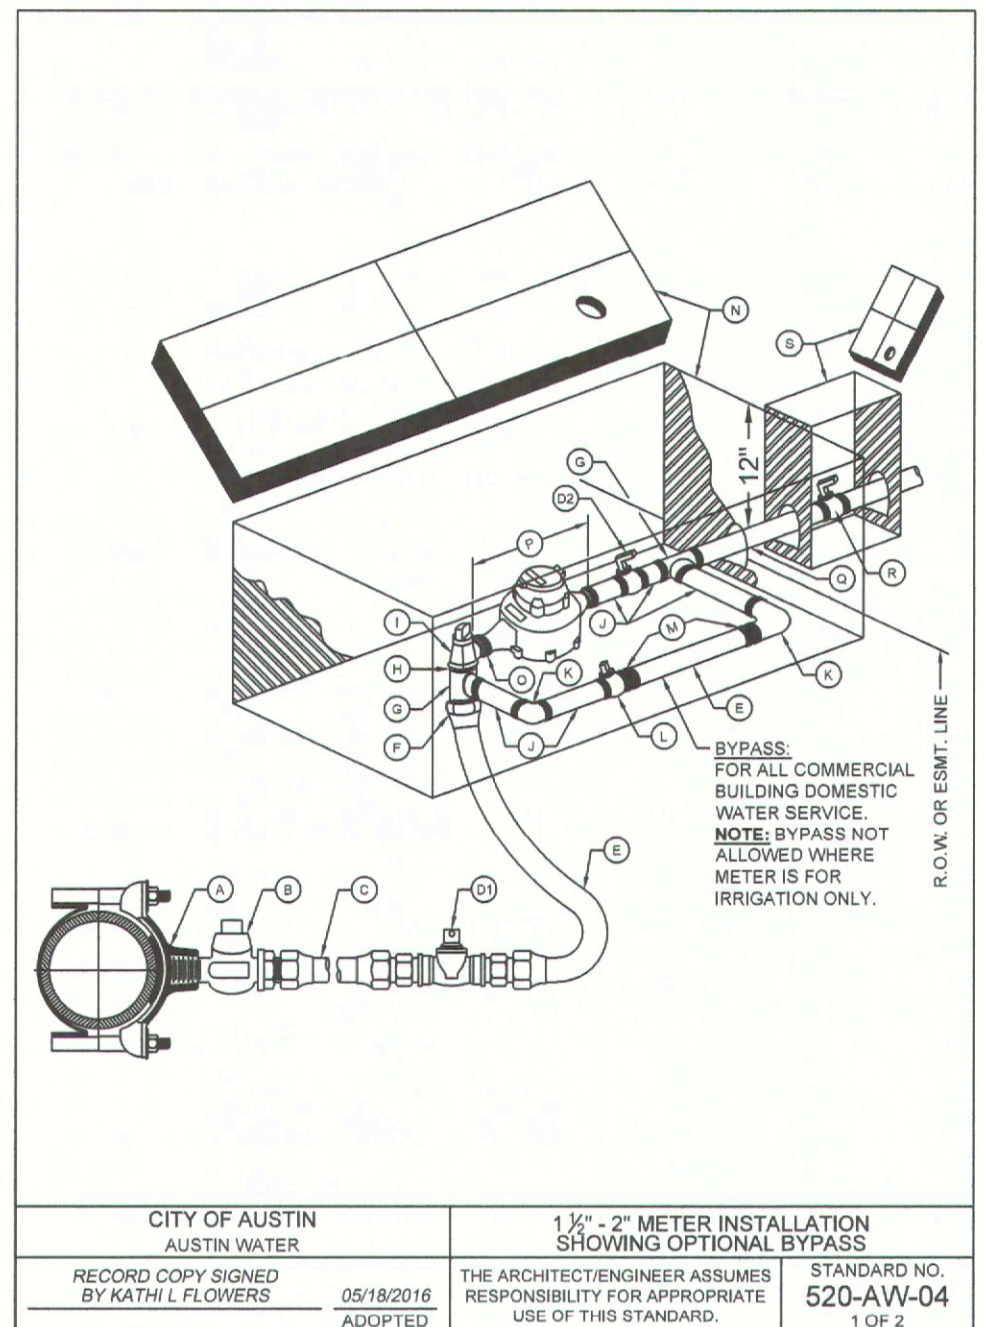 N
S
G
D2
12"
P
I
J
M
Q
R
H
O
K
K
G
E
F
J
L
BYPASS:
FOR ALL COMMERCIAL
BUILDING DOMESTIC
WATER SERVICE.
NOTE: BYPASS NOT
ALLOWED WHERE
METER IS FOR
IRRIGATION ONLY.
R.O.W. OR ESMT. LINE
E
A
B
C
D1
CITY OF AUSTIN
AUSTIN WATER
1 ½" - 2" METER INSTALLATION
SHOWING OPTIONAL BYPASS
RECORD COPY SIGNED
BY KATHI L FLOWERS
05/18/2016
ADOPTED
THE ARCHITECT/ENGINEER ASSUMES
RESPONSIBILITY FOR APPROPRIATE
USE OF THIS STANDARD.
STANDARD NO.
520-AW-04
1 OF 2